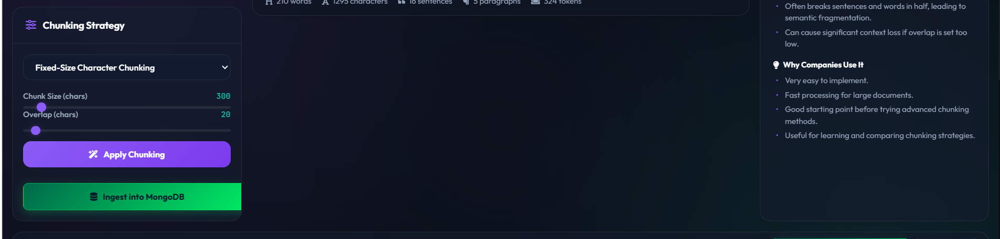 210 words 1295 characters 16 sentences 5 paragraphs 324 tokens
Chunking Strategy
Fixed-Size Character Chunking
Chunk Size (chars) 300
Overlap (chars) 20
Apply Chunking
Ingest into MongoDB
Often breaks sentences and words in half, leading to
semantic fragmentation.
Can cause significant context loss if overlap is set too
low.
Why Companies Use It
Very easy to implement.
Fast processing for large documents.
Good starting point before trying advanced chunking
methods.
Useful for learning and comparing chunking strategies.